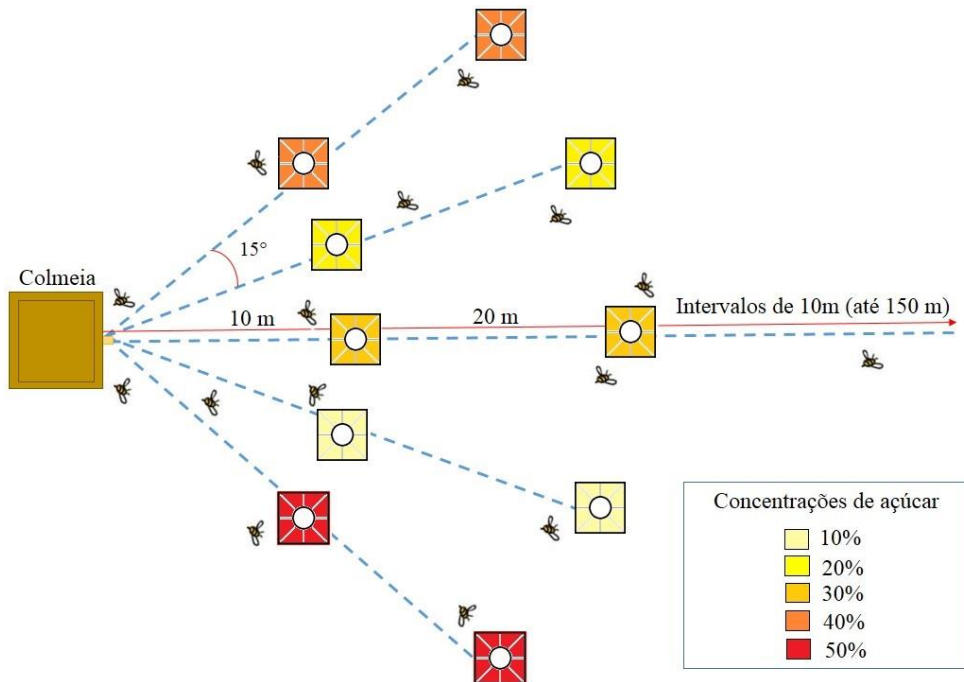 15°
Colmeia
10 m
20 m
Intervalos de 10m (até 150 m)
Concentrações de açúcar
10%
20%
30%
40%
50%